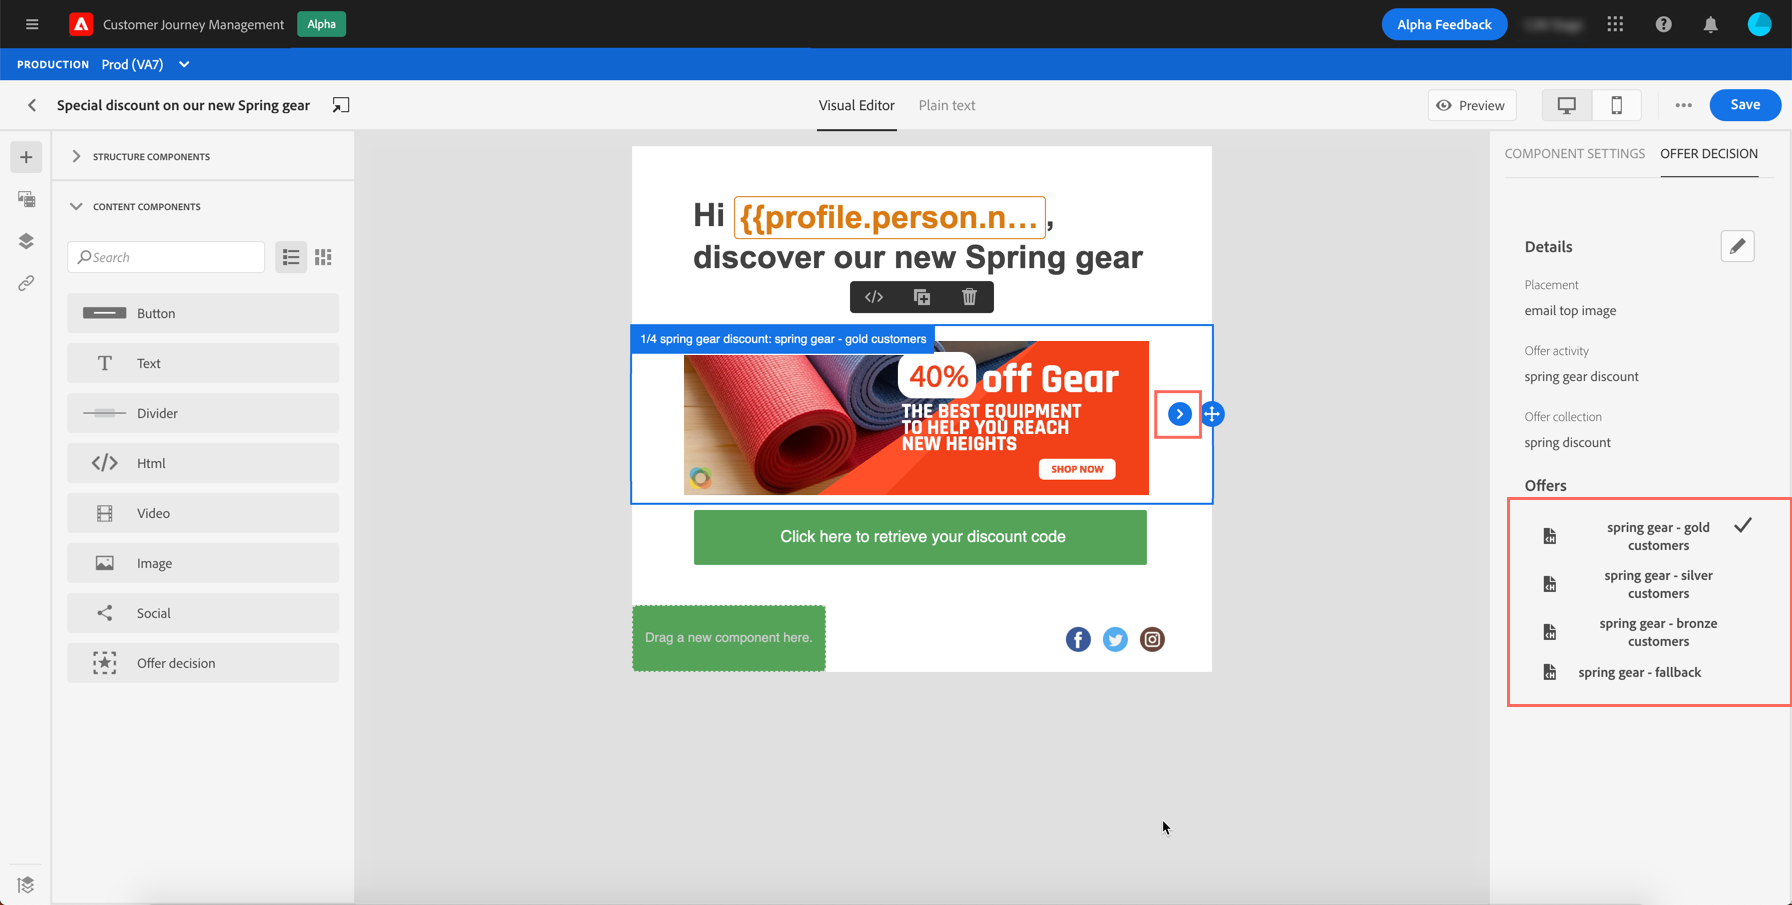 Customer Journey Management
Alpha
Alpha Feedback
PRODUCTION
Prod (VA7)
Special discount on our new Spring gear
Visual Editor
Plain text
Preview
Save
STRUCTURE COMPONENTS
CONTENT COMPONENTS
Search
Button
Text
Divider
Html
Video
Image
Social
Offer decision
Hi {{profile.person.n... ,
discover our new Spring gear
1/4 spring gear discount: spring gear - gold customers
40% off Gear
THE BEST EQUIPMENT
TO HELP YOU REACH
NEW HEIGHTS
SHOP NOW
Click here to retrieve your discount code
Drag a new component here.
COMPONENT SETTINGS
OFFER DECISION
Details
Placement
email top image
Offer activity
spring gear discount
Offer collection
spring discount
Offers
spring gear - gold
customers
spring gear - silver
customers
spring gear - bronze
customers
spring gear - fallback